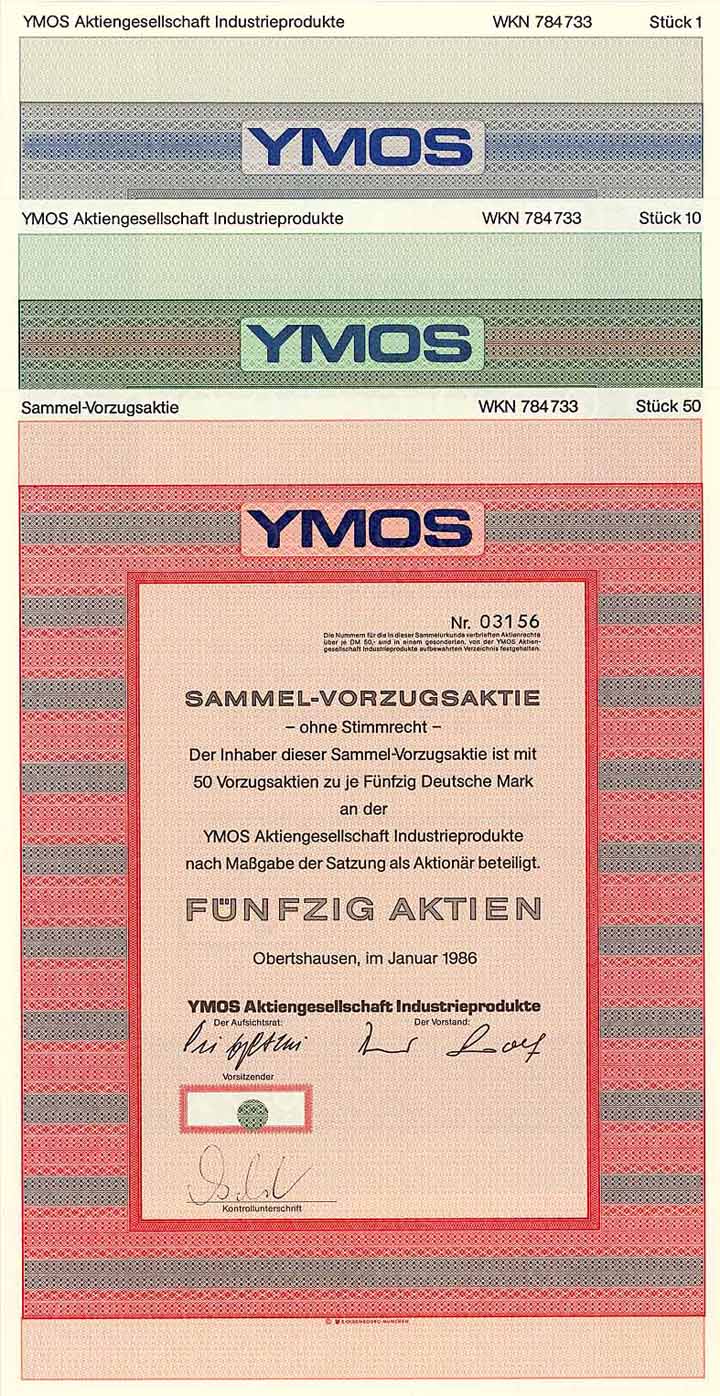 YMOS Aktiengesellschaft Industrieprodukte WKN 784733 Stück 1
YMOS
YMOS Aktiengesellschaft Industrieprodukte WKN 784733 Stück 10
YMOS
Sammel-Vorzugsaktie WKN 784733 Stück 50
YMOS
Nr. 03156
Die Nummern für die in dieser Sammelurkunde verbrieften Aktienrechte
über je DM 50,- sind in einem gesonderten, von der YMOS Aktien-
gesellschaft Industrieprodukte aufbewahrten Verzeichnis festgehalten.
SAMMEL-VORZUGSAKTIE
– ohne Stimmrecht –
Der Inhaber dieser Sammel-Vorzugsaktie ist mit
50 Vorzugsaktien zu je Fünfzig Deutsche Mark
an der
YMOS Aktiengesellschaft Industrieprodukte
nach Maßgabe der Satzung als Aktionär beteiligt.
FÜNFZIG AKTIEN
Obertshausen, im Januar 1986
YMOS Aktiengesellschaft Industrieprodukte
Der Aufsichtsrat: Der Vorstand:
Vorsitzender
Kontrollunterschrift